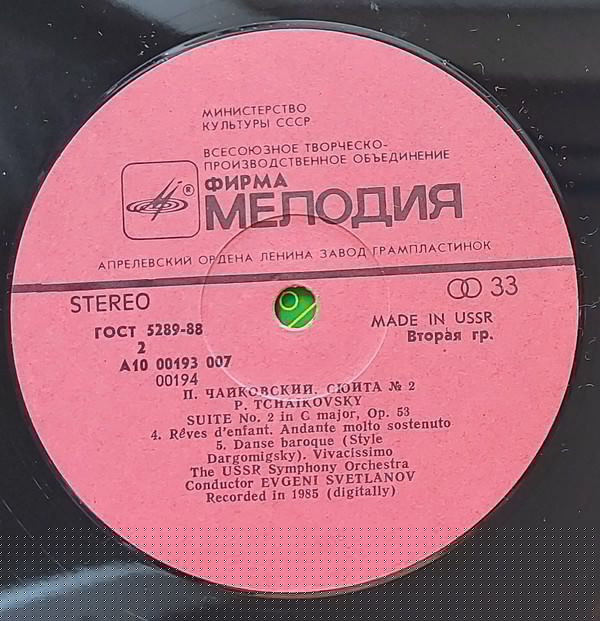 МИНИСТЕРСТВО
КУЛЬТУРЫ СССР
ВСЕСОЮЗНОЕ ТВОРЧЕСКО-
ПРОИЗВОДСТВЕННОЕ ОБЪЕДИНЕНИЕ
ФИРМА
® МЕЛОДИЯ
АПРЕЛЕВСКИЙ ОРДЕНА ЛЕНИНА ЗАВОД ГРАМПЛАСТИНОК
STEREO
33
ГОСТ 5289-88
MADE IN USSR
2
Вторая гр.
А10 00193 007
00194
П. ЧАЙКОВСКИЙ. СЮИТА № 2
P. TCHAIKOVSKY
SUITE No. 2 in C major, Op. 53
4. Rêves d'enfant. Andante molto sostenuto
5. Danse baroque (Style
Dargomigsky). Vivacissimo
The USSR Symphony Orchestra
Conductor EVGENI SVETLANOV
Recorded in 1985 (digitally)